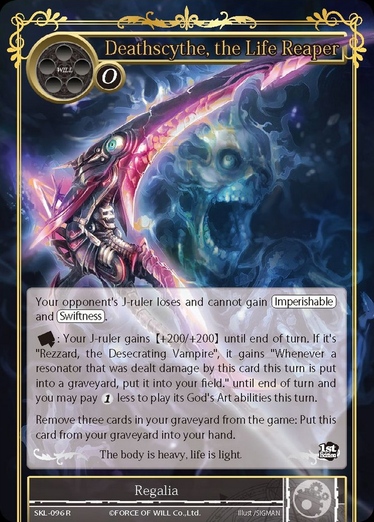 Deathscythe, the Life Reaper
WILL
0
Your opponent's J-ruler loses and cannot gain Imperishable
and Swiftness.
: Your J-ruler gains [+200/+200] until end of turn. If it's
"Rezzard, the Desecrating Vampire", it gains "Whenever a
resonator that was dealt damage by this card this turn is put
into a graveyard, put it into your field." until end of turn and
you may pay 1 less to play its God's Art abilities this turn.
Remove three cards in your graveyard from the game: Put this
card from your graveyard into your hand.
1st
Edition
The body is heavy, life is light.
Regalia
SKL-096 R
©FORCE OF WILL Co.,Ltd.
Illust/SIGMAN